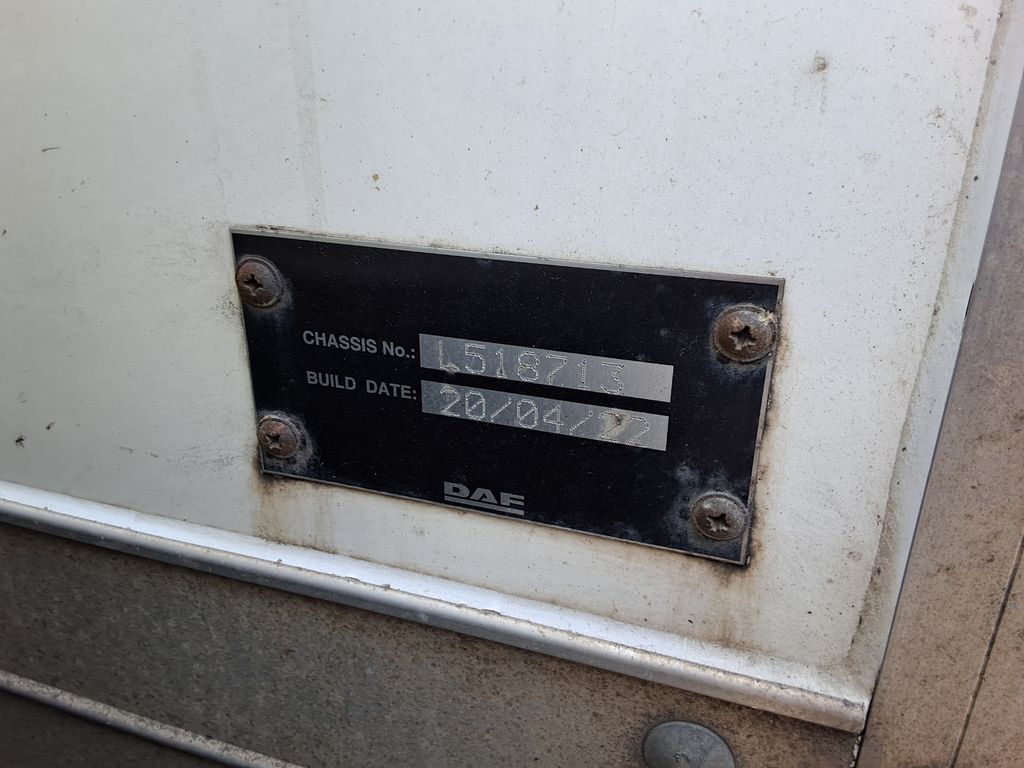 CHASSIS No.: L518713
BUILD DATE: 20/04/22
DAF